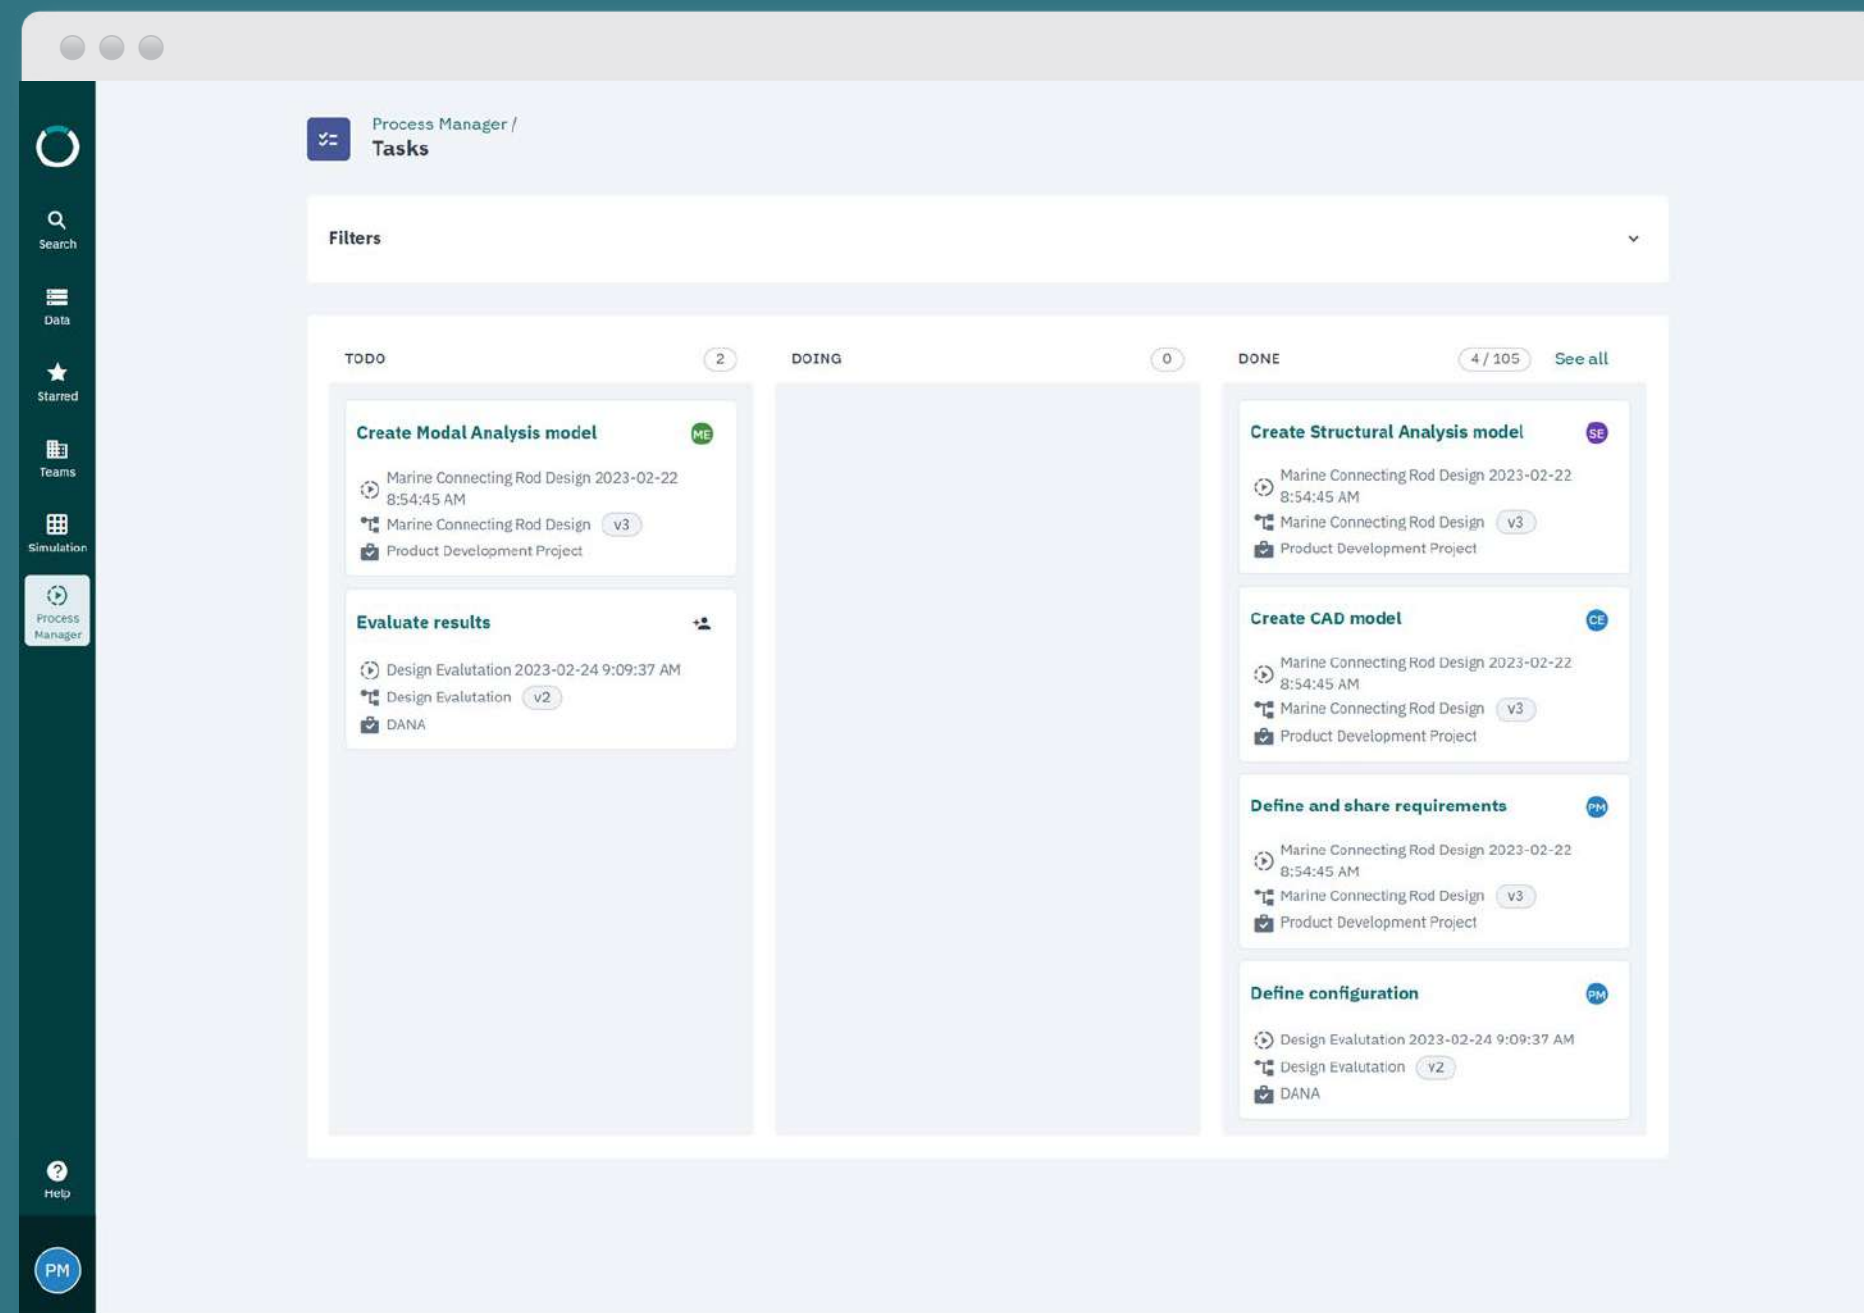 Process Manager /
Tasks
Search
Data
Starred
Teams
Simulation
Process
Manager
Help
PM
Filters
TODO 2
Create Modal Analysis model ME
Marine Connecting Rod Design 2023-02-22
8:54:45 AM
Marine Connecting Rod Design v3
Product Development Project
Evaluate results
Design Evalutation 2023-02-24 9:09:37 AM
Design Evalutation v2
DANA
DOING 0
DONE 4 / 105 See all
Create Structural Analysis model SE
Marine Connecting Rod Design 2023-02-22
8:54:45 AM
Marine Connecting Rod Design v3
Product Development Project
Create CAD model CE
Marine Connecting Rod Design 2023-02-22
8:54:45 AM
Marine Connecting Rod Design v3
Product Development Project
Define and share requirements PM
Marine Connecting Rod Design 2023-02-22
8:54:45 AM
Marine Connecting Rod Design v3
Product Development Project
Define configuration PM
Design Evalutation 2023-02-24 9:09:37 AM
Design Evalutation v2
DANA